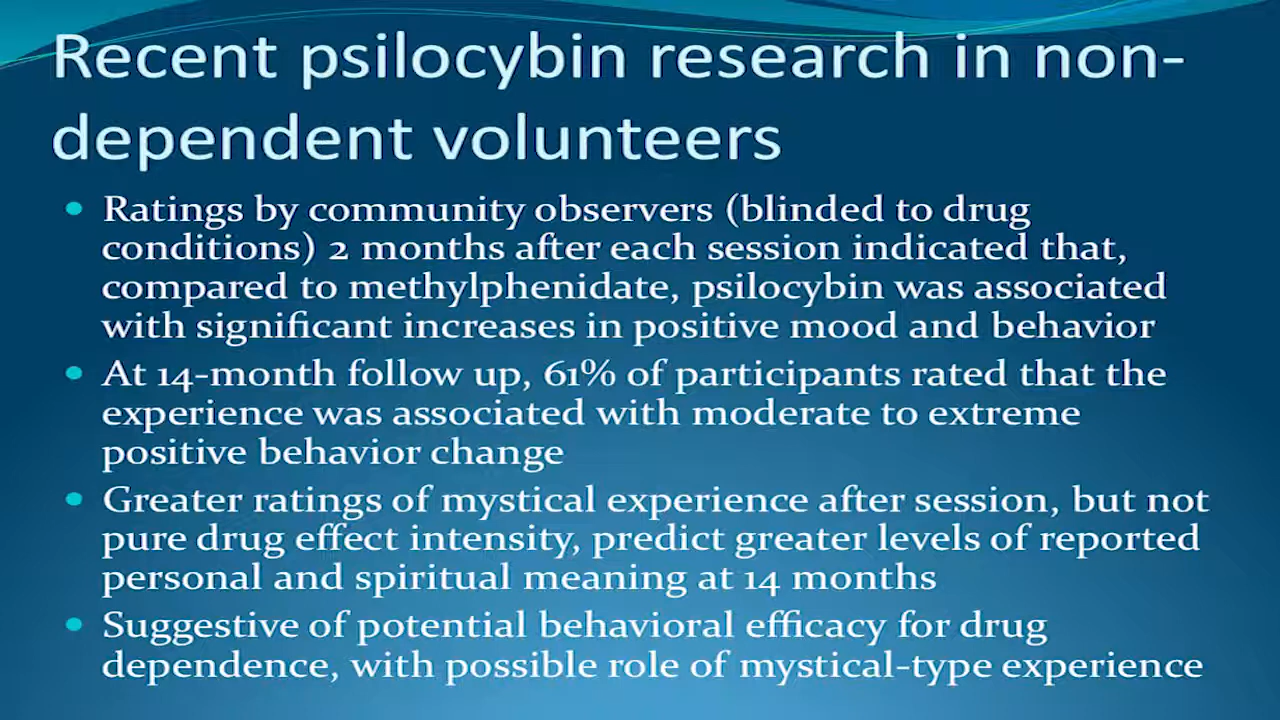 Recent psilocybin research in non-
dependent volunteers
• Ratings by community observers (blinded to drug
conditions) 2 months after each session indicated that,
compared to methylphenidate, psilocybin was associated
with significant increases in positive mood and behavior
• At 14-month follow up, 61% of participants rated that the
experience was associated with moderate to extreme
positive behavior change
• Greater ratings of mystical experience after session, but not
pure drug effect intensity, predict greater levels of reported
personal and spiritual meaning at 14 months
• Suggestive of potential behavioral efficacy for drug
dependence, with possible role of mystical-type experience